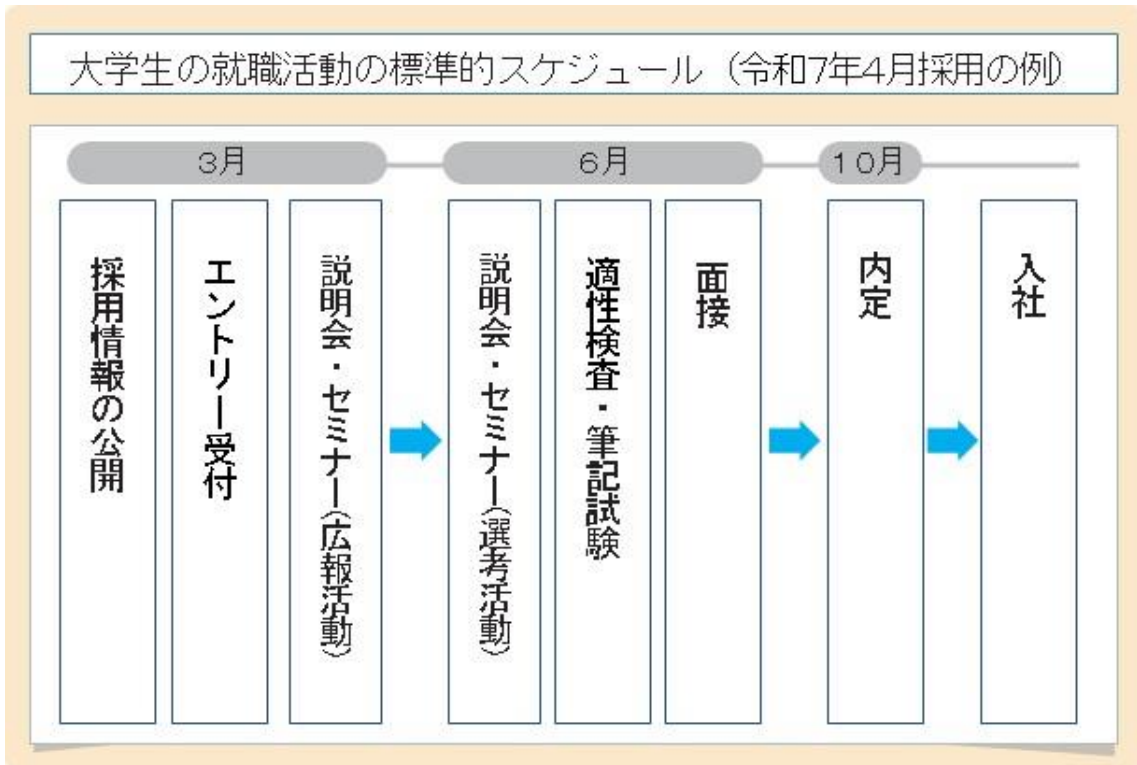 大学生の就職活動の標準的スケジュール（令和7年4月採用の例）
3月
6月
10月
採用情報の公開
エントリー受付
説明会・セミナー（広報活動）
説明会・セミナー（選考活動）
適性検査・筆記試験
面接
内定
入社